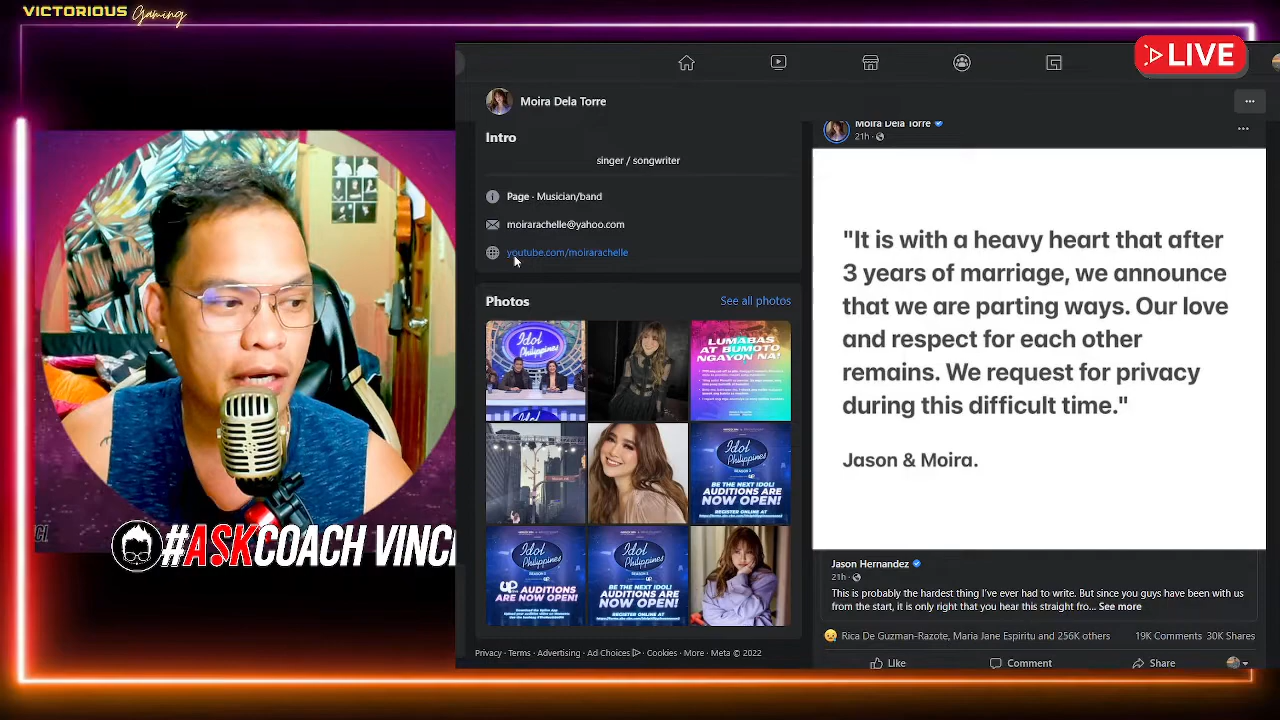 VICTORIOUS Gaming
LIVE
Moira Dela Torre
Intro
singer / songwriter
Page · Musician/band
moirarachelle@yahoo.com
youtube.com/moirarachelle
Photos
See all photos
Idol
Philippines
LUMABAS
AT BUMOTO
NGAYON NA!
Idol
Philippines
BE THE NEXT IDOL!
AUDITIONS ARE
NOW OPEN!
REGISTER ONLINE AT
Idol
Philippines
AUDITIONS
ARE NOW OPEN!
Idol
Philippines
BE THE NEXT IDOL!
AUDITIONS ARE
NOW OPEN!
REGISTER ONLINE AT
Privacy · Terms · Advertising · Ad Choices · Cookies · More · Meta © 2022
Moira Dela Torre
21h ·
"It is with a heavy heart that after
3 years of marriage, we announce
that we are parting ways. Our love
and respect for each other
remains. We request for privacy
during this difficult time."
Jason & Moira.
Jason Hernandez
21h ·
This is probably the hardest thing I've ever had to write. But since you guys have been with us
from the start, it is only right that you hear this straight fro... See more
Rica De Guzman-Razote, Maria Jane Espiritu and 256K others
19K Comments 30K Shares
Like
Comment
Share
#ASKCOACH VINCI